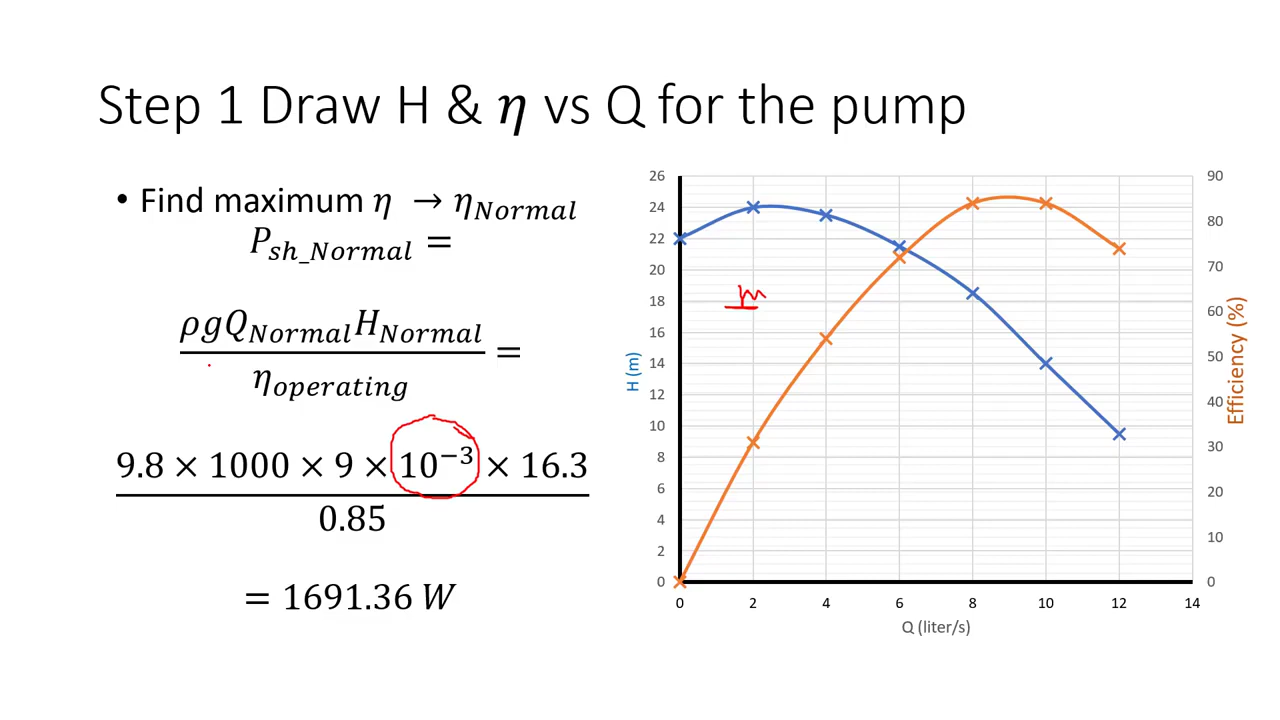 Step 1 Draw H & η vs Q for the pump
• Find maximum η → η_Normal
P_sh_Normal =
ρgQ_Normal H_Normal
=
η_operating
9.8 × 1000 × 9 × 10⁻³ × 16.3
0.85
= 1691.36 W
26
24
22
20
18
16
14
12
10
8
6
4
2
0
H (m)
90
80
70
60
50
40
30
20
10
0
Efficiency (%)
0 2 4 6 8 10 12 14
Q (liter/s)